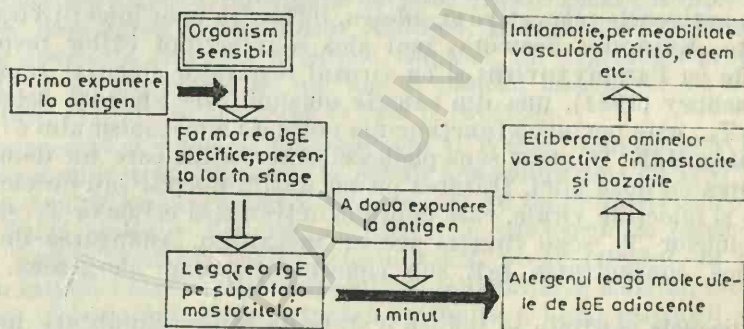 Organism
sensibil
Prima expunere
la antigen
Formarea IgE
specifice; prezen-
ța lor în sînge
Legarea IgE
pe suprafața
mastocitelor
A doua expunere
la antigen
1 minut
Alergenul leagă molecule-
le de IgE adiacente
Eliberarea aminelor
vasoactive din mastocite
și bazofile
Inflamație, permeabilitate
vasculară mărită, edem
etc.